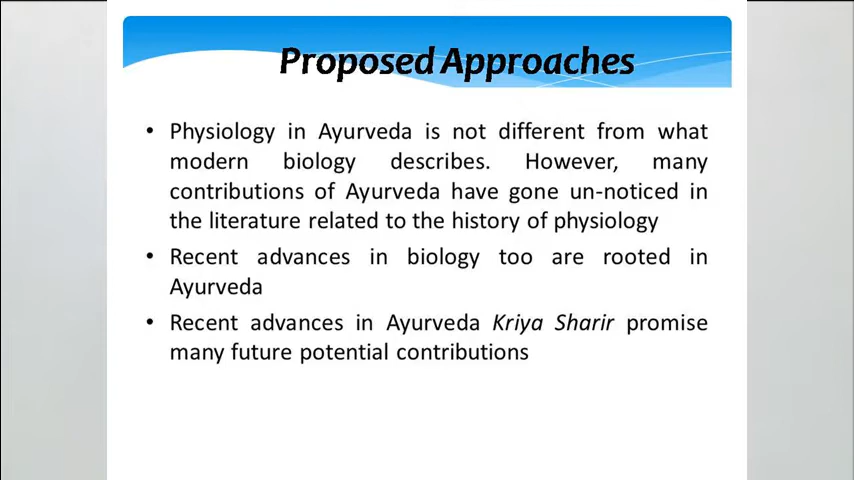 Proposed Approaches
• Physiology in Ayurveda is not different from what
modern biology describes. However, many
contributions of Ayurveda have gone un-noticed in
the literature related to the history of physiology
• Recent advances in biology too are rooted in
Ayurveda
• Recent advances in Ayurveda Kriya Sharir promise
many future potential contributions